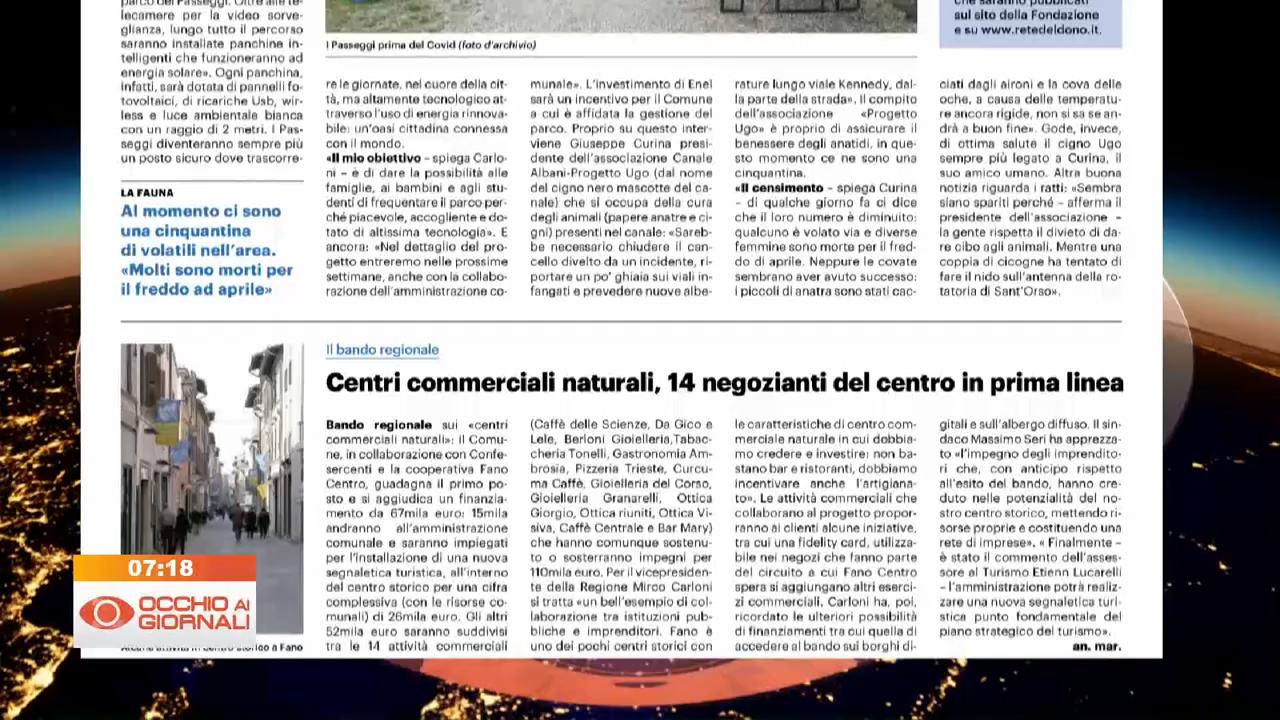 parco dei Passeggi. Oltre alle te-
lecamere per la video sorve-
glianza, lungo tutto il percorso
saranno installate panchine in-
telligenti che funzioneranno ad
energia solare». Ogni panchina,
infatti, sarà dotata di pannelli fo-
tovoltaici, di ricariche Usb, wir-
less e luce ambientale bianca
con un raggio di 2 metri. I Pas-
seggi diventeranno sempre più
un posto sicuro dove trascorre-
LA FAUNA
Al momento ci sono
una cinquantina
di volatili nell'area.
«Molti sono morti per
il freddo ad aprile»
I Passeggi prima del Covid (foto d'archivio)
che saranno pubblicati
sul sito della Fondazione
e su www.retedeldono.it.
re le giornate, nel cuore della cit-
tà, ma altamente tecnologico at-
traverso l'uso di energia rinnova-
bile: un'oasi cittadina connessa
con il mondo.
«Il mio obiettivo – spiega Carlo-
ni – è di dare la possibilità alle
famiglie, ai bambini e agli stu-
denti di frequentare il parco per-
ché piacevole, accogliente e do-
tato di altissima tecnologia». E
ancora: «Nel dettaglio del pro-
getto entreremo nelle prossime
settimane, anche con la collabo-
razione dell'amministrazione co-
munale». L'investimento di Enel
sarà un incentivo per il Comune
a cui è affidata la gestione del
parco. Proprio su questo inter-
viene Giuseppe Curina presi-
dente dell'associazione Canale
Albani-Progetto Ugo (dal nome
del cigno nero mascotte del ca-
nale) che si occupa della cura
degli animali (papere anatre e ci-
gni) presenti nel canale: «Sareb-
be necessario chiudere il can-
cello divelto da un incidente, ri-
portare un po' ghiaia sui viali in-
fangati e prevedere nuove albe-
rature lungo viale Kennedy, dal-
la parte della strada». Il compito
dell'associazione «Progetto
Ugo» è proprio di assicurare il
benessere degli anatidi, in que-
sto momento ce ne sono una
cinquantina.
«Il censimento – spiega Curina
– di qualche giorno fa ci dice
che il loro numero è diminuito:
qualcuno è volato via e diverse
femmine sono morte per il fred-
do di aprile. Neppure le covate
sembrano aver avuto successo:
i piccoli di anatra sono stati cac-
ciati dagli aironi e la cova delle
oche, a causa delle temperatu-
re ancora rigide, non si sa se an-
drà a buon fine». Gode, invece,
di ottima salute il cigno Ugo
sempre più legato a Curina, il
suo amico umano. Altra buona
notizia riguarda i ratti: «Sembra
siano spariti perché – afferma il
presidente dell'associazione –
la gente rispetta il divieto di da-
re cibo agli animali. Mentre una
coppia di cicogne ha tentato di
fare il nido sull'antenna della ro-
tatoria di Sant'Orso».
Il bando regionale
Centri commerciali naturali, 14 negozianti del centro in prima linea
Bando regionale sui «centri
commerciali naturali»: il Comu-
ne, in collaborazione con Confe-
sercenti e la cooperativa Fano
Centro, guadagna il primo po-
sto e si aggiudica un finanzia-
mento da 67mila euro: 15mila
andranno all'amministrazione
comunale e saranno impiegati
per l'installazione di una nuova
segnaletica turistica, all'interno
del centro storico per una cifra
complessiva (con le risorse co-
munali) di 26mila euro. Gli altri
52mila euro saranno suddivisi
tra le 14 attività commerciali
(Caffè delle Scienze, Da Gico e
Lele, Berloni Gioielleria,Tabac-
cheria Tonelli, Gastronomia Am-
brosia, Pizzeria Trieste, Curcu-
ma Caffè, Gioielleria del Corso,
Gioielleria Granarelli, Ottica
Giorgio, Ottica riuniti, Ottica Vi-
siva, Caffè Centrale e Bar Mary)
che hanno comunque sostenu-
to o sosterranno impegni per
110mila euro. Per il vicepresiden-
te della Regione Mirco Carloni
si tratta «un bell'esempio di col-
laborazione tra istituzioni pub-
bliche e imprenditori. Fano è
uno dei pochi centri storici con
le caratteristiche di centro com-
merciale naturale in cui dobbia-
mo credere e investire: non ba-
stano bar e ristoranti, dobbiamo
incentivare anche l'artigiana-
to». Le attività commerciali che
collaborano al progetto propor-
ranno ai clienti alcune iniziative,
tra cui una fidelity card, utilizza-
bile nei negozi che fanno parte
del circuito a cui Fano Centro
spera si aggiungano altri eserci-
zi commerciali. Carloni ha, poi,
ricordato le ulteriori possibilità
di finanziamenti tra cui quella di
accedere al bando sui borghi di-
gitali e sull'albergo diffuso. Il sin-
daco Massimo Seri ha apprezza-
to «l'impegno degli imprendito-
ri che, con anticipo rispetto
all'esito del bando, hanno cre-
duto nelle potenzialità del no-
stro centro storico, mettendo ri-
sorse proprie e costituendo una
rete di imprese». « Finalmente –
è stato il commento dell'asses-
sore al Turismo Etienn Lucarelli
– l'amministrazione potrà realiz-
zare una nuova segnaletica turi-
stica punto fondamentale del
piano strategico del turismo».
an. mar.
07:18
OCCHIO AI
GIORNALI
storico a Fano